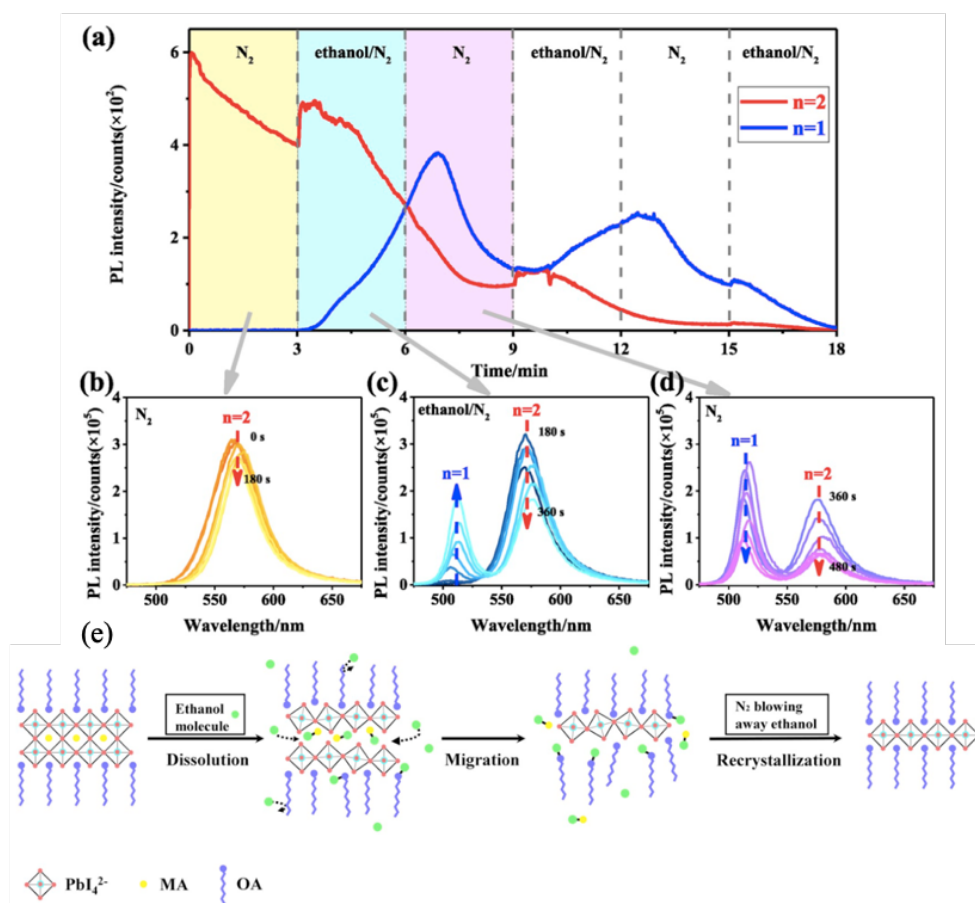 (a)
N₂ ethanol/N₂ N₂ ethanol/N₂ N₂ ethanol/N₂
n=2
n=1
PL intensity/counts(×10²)
6
4
2
0
0 3 6 9 12 15 18
Time/min
(b)
N₂
n=2
0 s
180 s
PL intensity/counts(×10⁵)
4
3
2
1
0
500 550 600 650
Wavelength/nm
(c)
ethanol/N₂
n=2
180 s
n=1
360 s
PL intensity/counts(×10⁵)
4
3
2
1
0
500 550 600 650
Wavelength/nm
(d)
N₂
n=1
n=2
360 s
480 s
PL intensity/counts(×10⁵)
4
3
2
1
0
500 550 600 650
Wavelength/nm
(e)
Ethanol
molecule
Dissolution
Migration
N₂ blowing
away ethanol
Recrystallization
PbI₄²⁻ MA OA